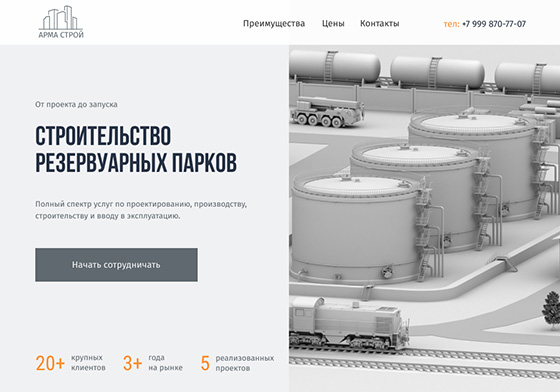 АРМА СТРОЙ
Преимущества Цены Контакты
тел: +7 999 870-77-07
От проекта до запуска
СТРОИТЕЛЬСТВО
РЕЗЕРВУАРНЫХ ПАРКОВ
Полный спектр услуг по проектированию, производству,
строительству и вводу в эксплуатацию.
Начать сотрудничать
20+ крупных
клиентов
3+ года
на рынке
5 реализованных
проектов